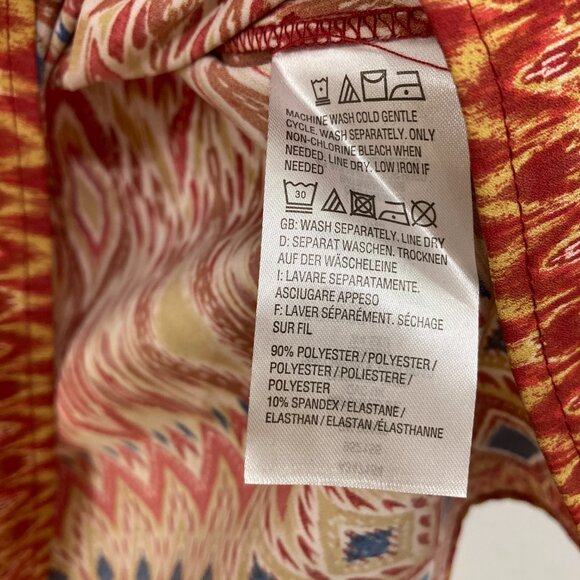 MACHINE WASH COLD GENTLE
CYCLE. WASH SEPARATELY. ONLY
NON-CHLORINE BLEACH WHEN
NEEDED. LINE DRY. LOW IRON IF
NEEDED
30
GB: WASH SEPARATELY. LINE DRY
D: SEPARAT WASCHEN. TROCKNEN
AUF DER WÄSCHELEINE
I: LAVARE SEPARATAMENTE.
ASCIUGARE APPESO
F: LAVER SÉPARÉMENT. SÉCHAGE
SUR FIL
90% POLYESTER / POLYESTER /
POLYESTER / POLIESTERE /
POLYESTER
10% SPANDEX / ELASTANE /
ELASTHAN / ELASTAN / ÉLASTHANNE